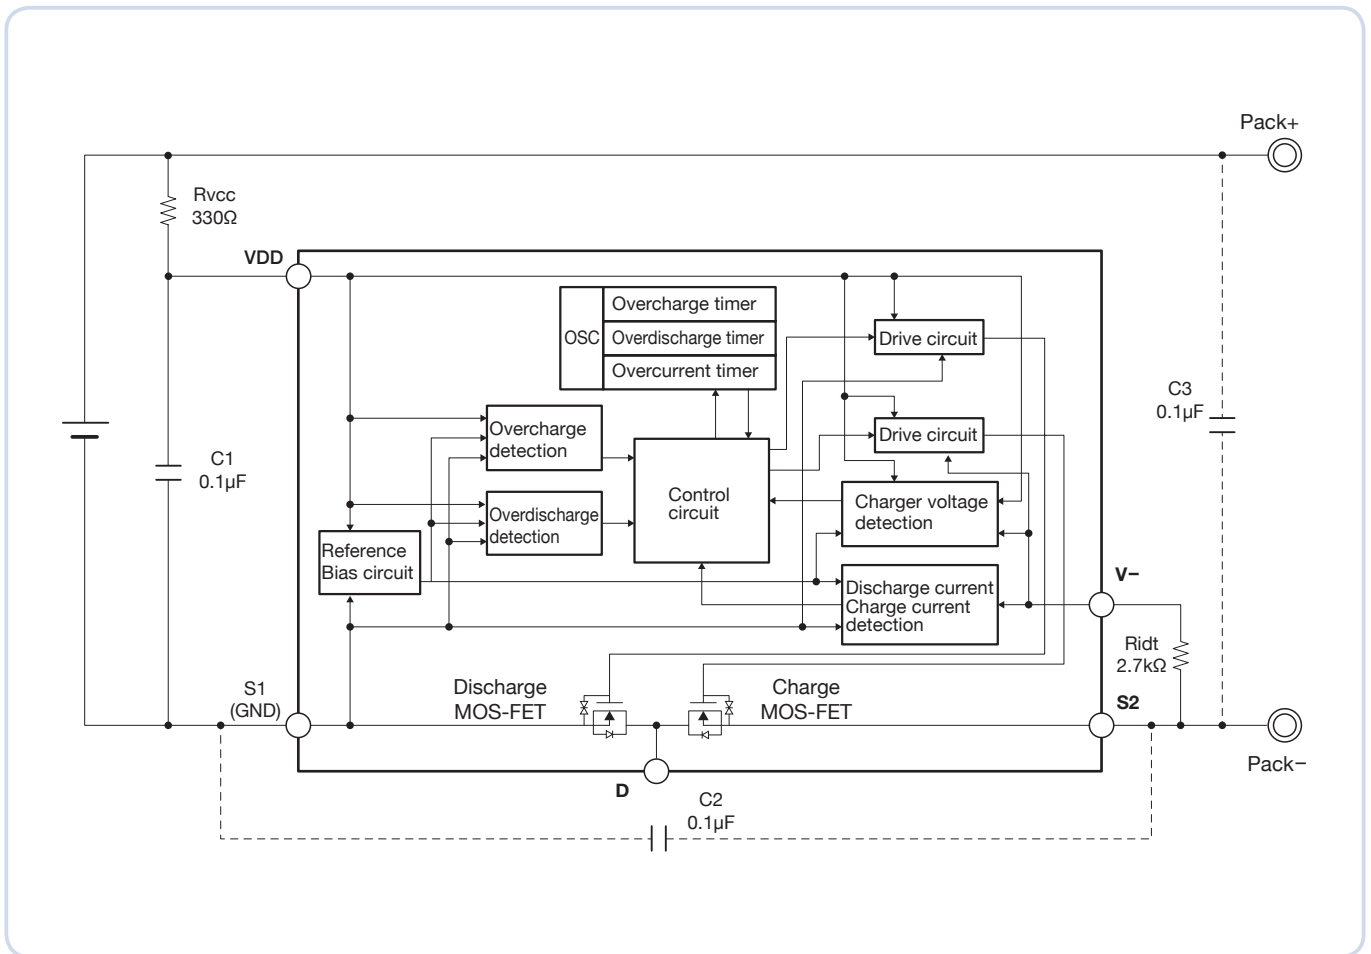 Pack+
Rvcc
330Ω
VDD
OSC
Overcharge timer
Overdischarge timer
Overcurrent timer
Drive circuit
C3
0.1µF
Overcharge
detection
Drive circuit
C1
0.1µF
Control
circuit
Charger voltage
detection
Overdischarge
detection
Reference
Bias circuit
V−
Discharge current
Charge current
detection
Ridt
2.7kΩ
S1
(GND)
Discharge
MOS-FET
Charge
MOS-FET
S2
Pack−
D
C2
0.1µF